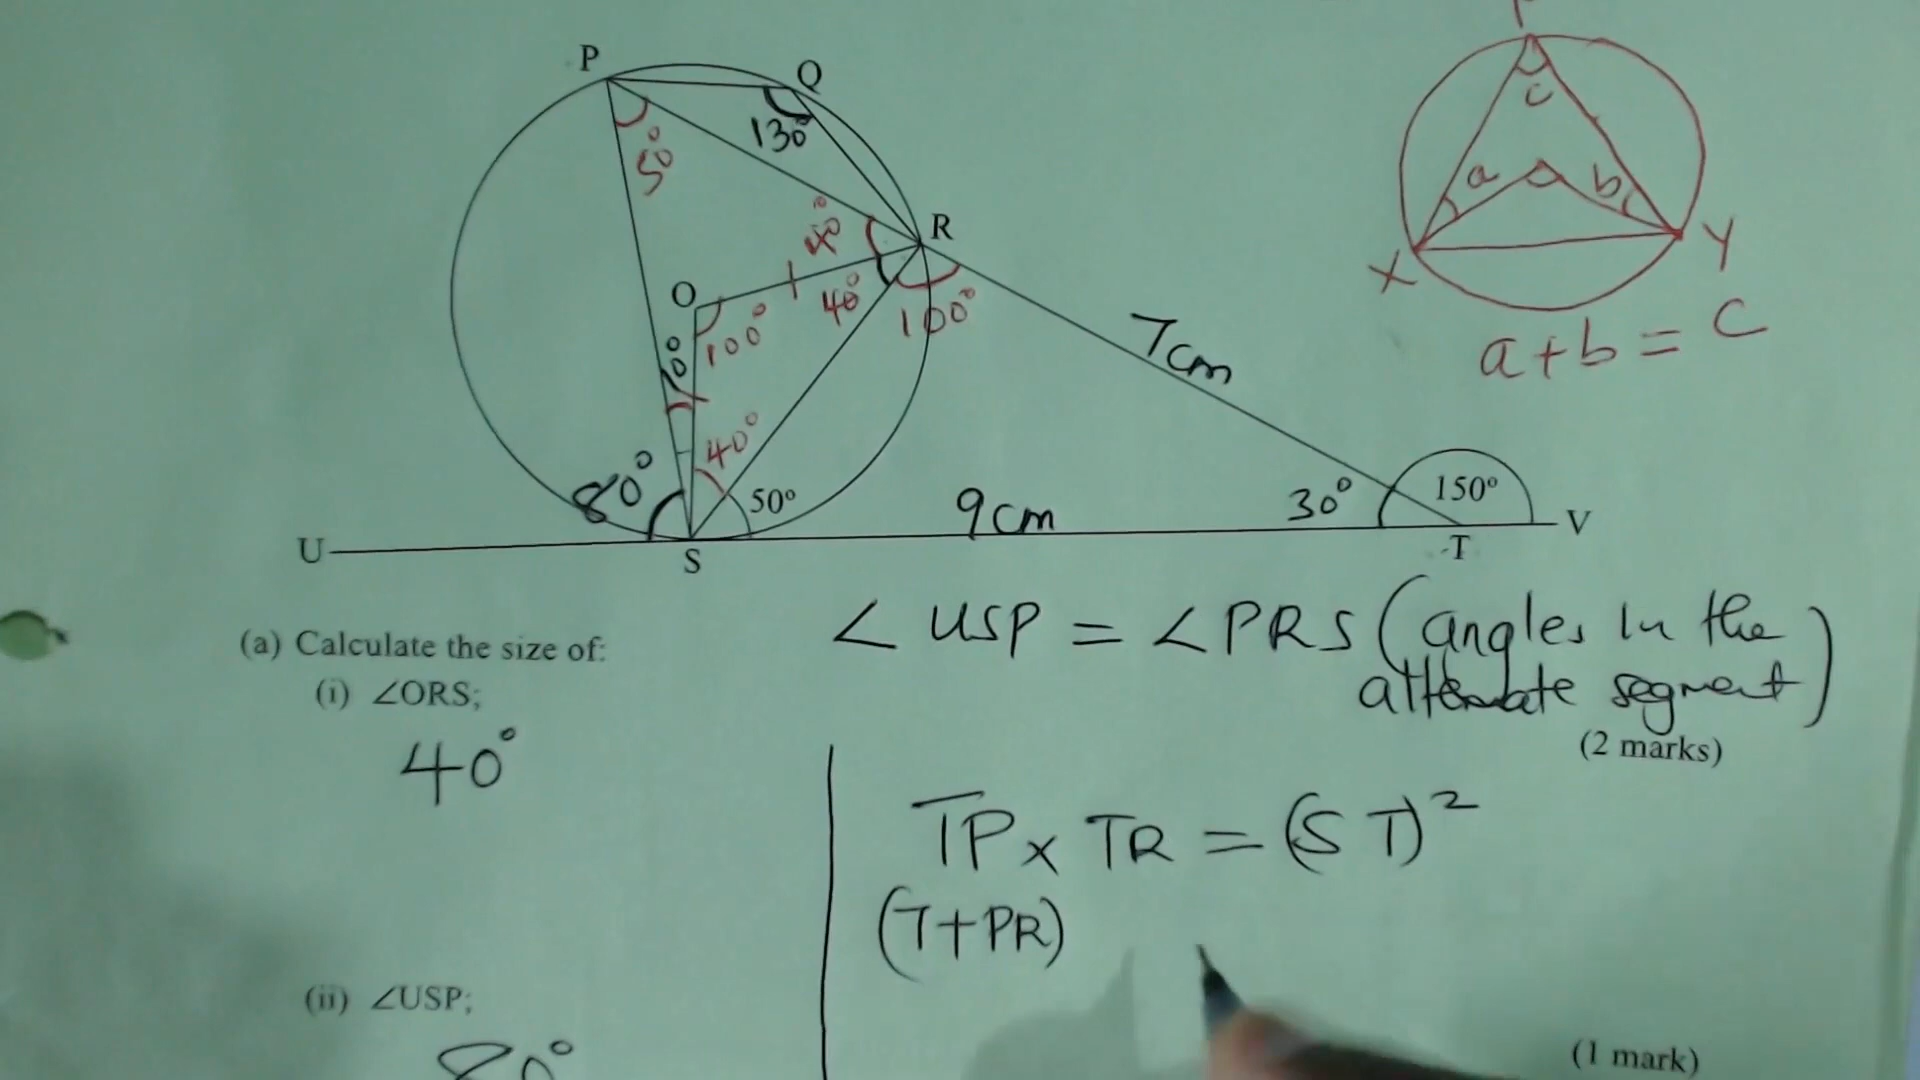 P
Q
130°
50°
R
40°
O
40°
100°
100°
10°
40°
80°
50°
7cm
9cm
30°
150°
U
S
T
V
c
a
b
X
Y
a+b = c
∠USP = ∠PRS (angles in the
alternate segment)
(a) Calculate the size of:
(i) ∠ORS;
(2 marks)
40°
TP x TR = (ST)²
(7+PR)
(ii) ∠USP;
80°
(1 mark)